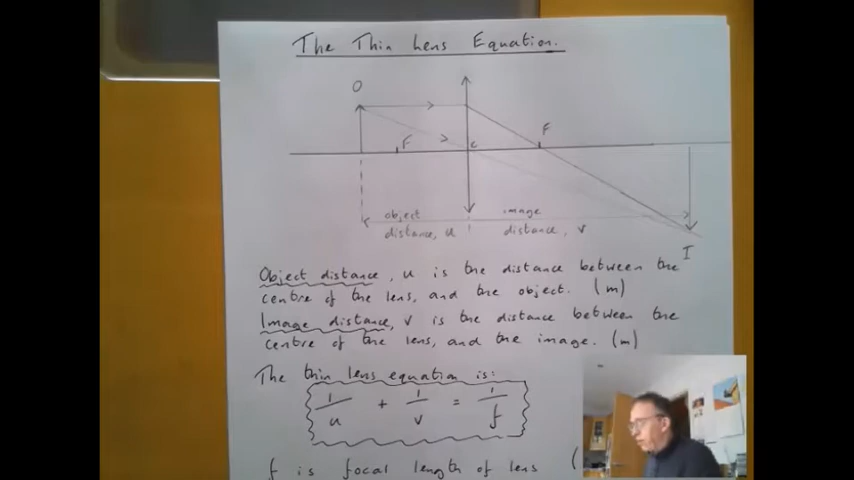 The Thin Lens Equation.
O
F
F
c
object
distance, u
image
distance, v
I
Object distance, u is the distance between the
centre of the lens, and the object. (m)
Image distance, v is the distance between the
centre of the lens, and the image. (m)
The thin lens equation is:
1/u + 1/v = 1/f
f is focal length of lens (